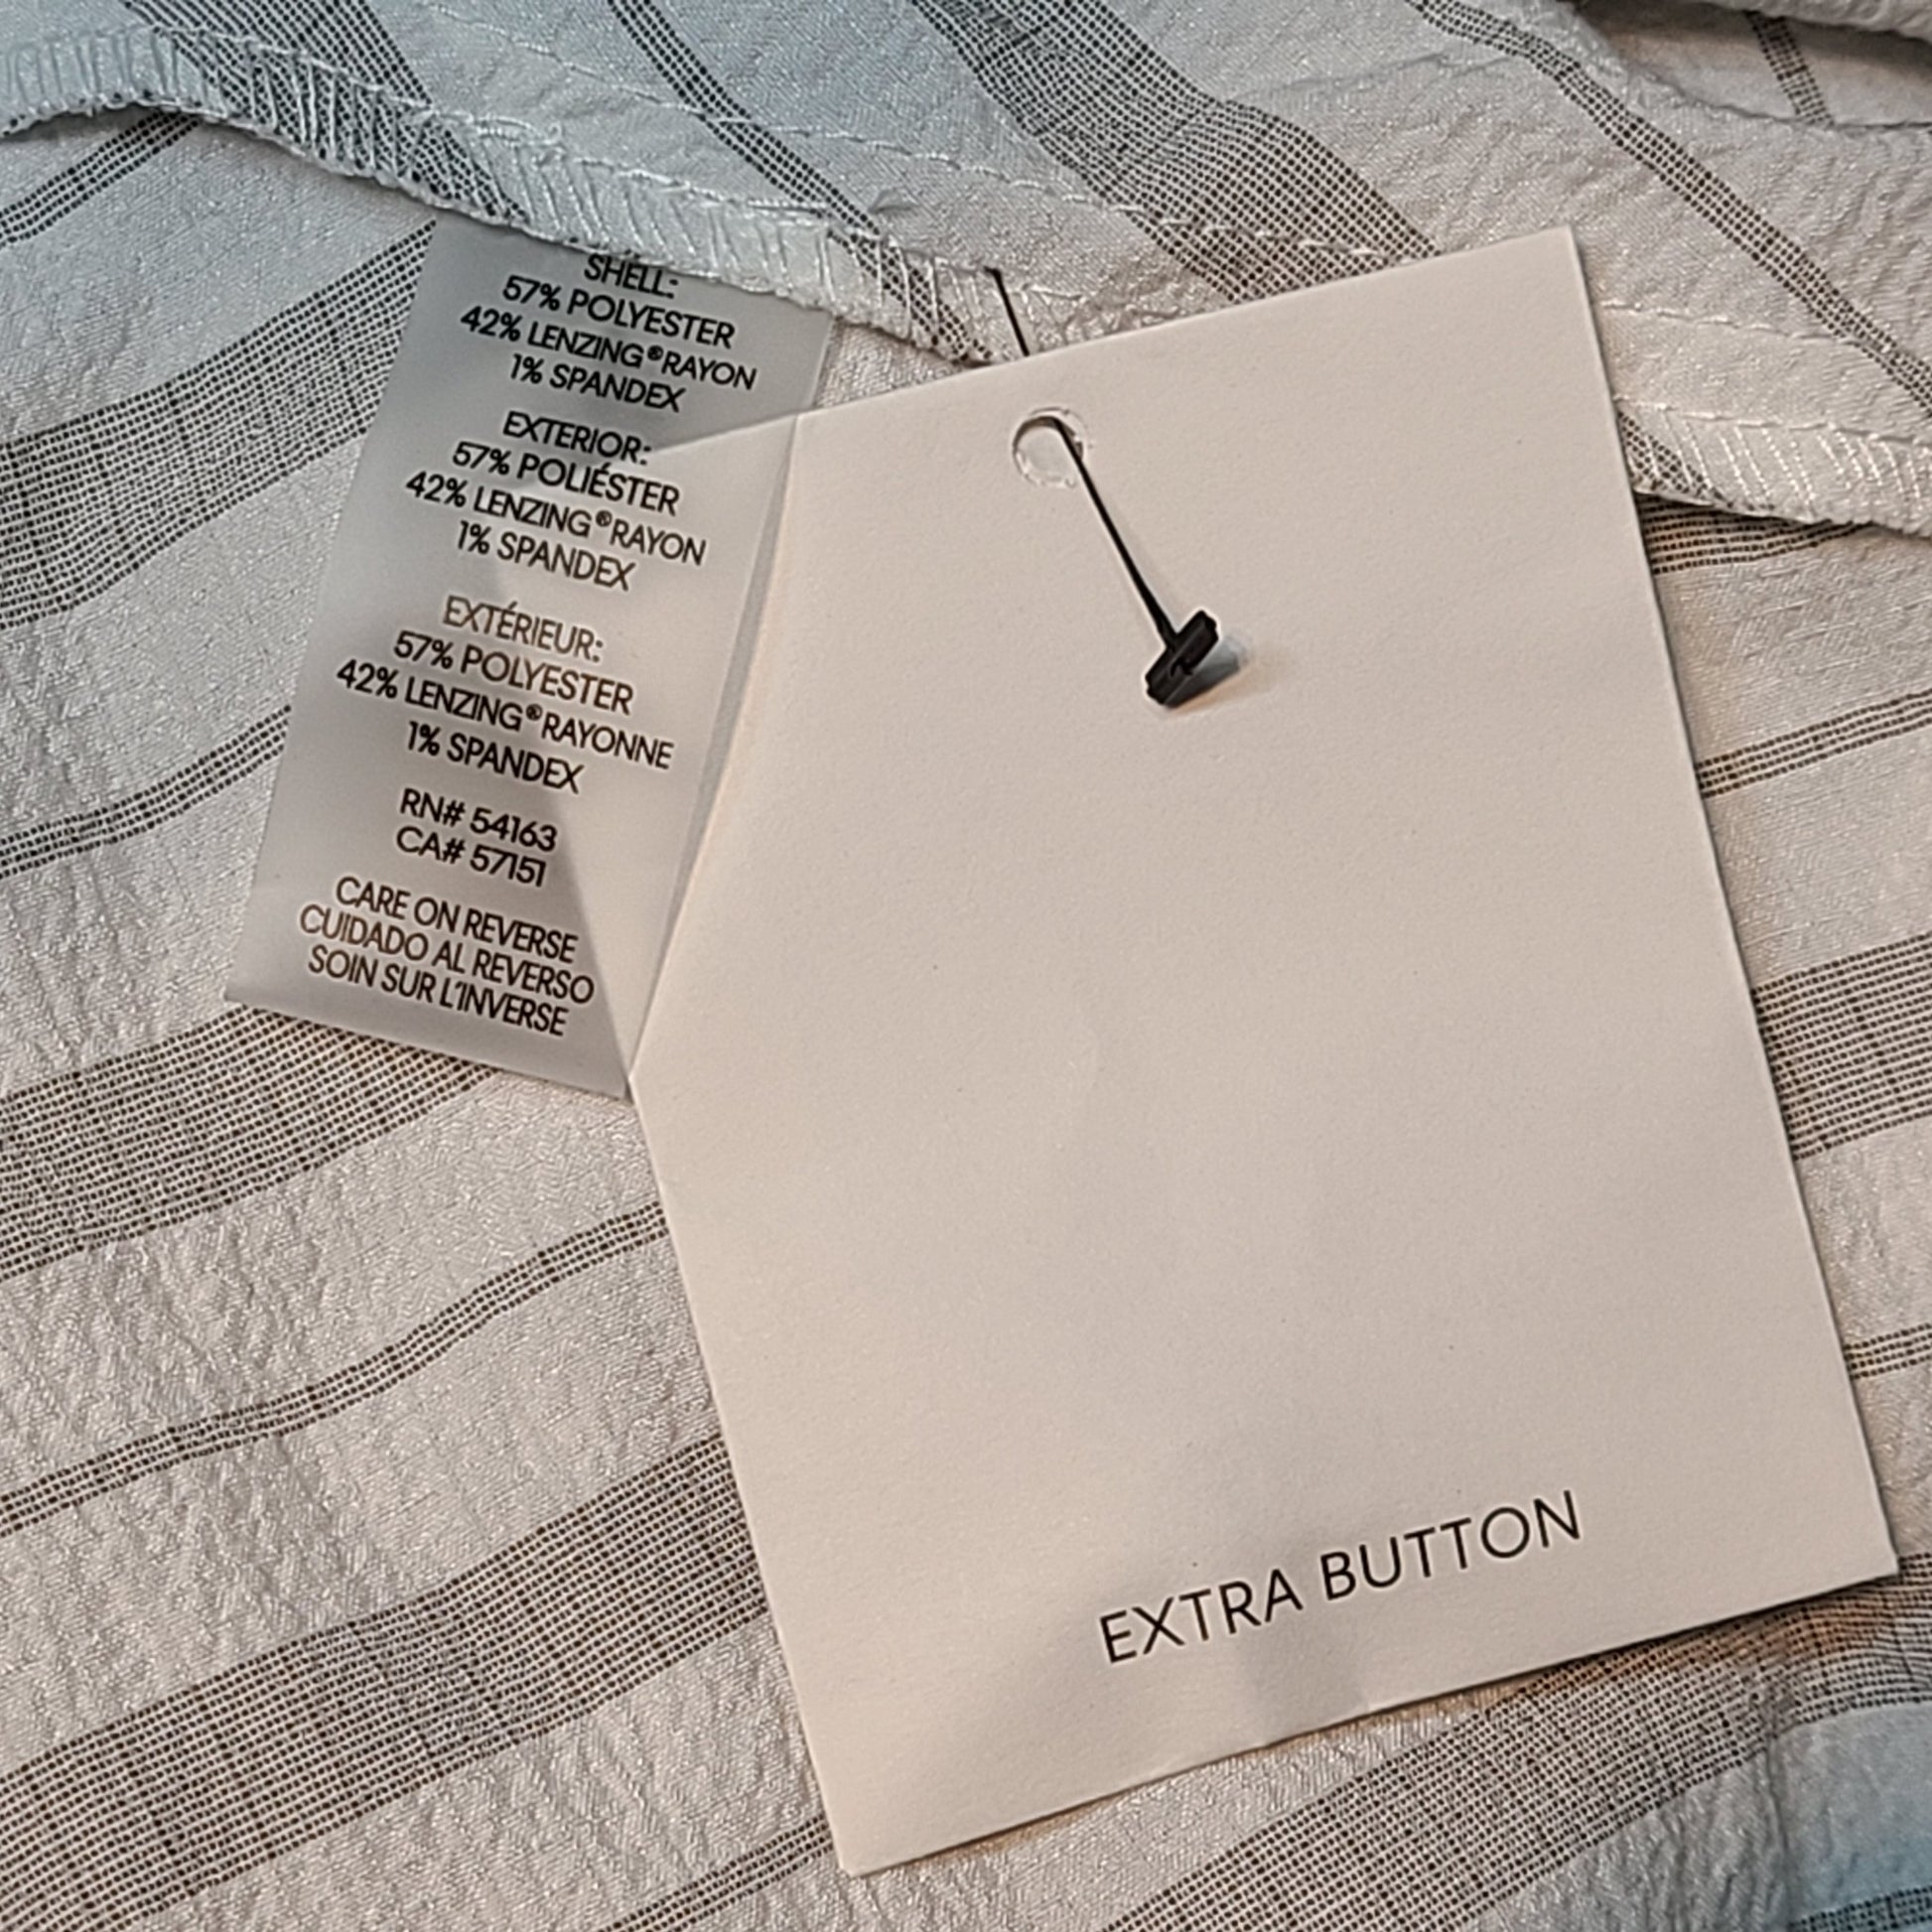 SHELL:
57% POLYESTER
42% LENZING®RAYON
1% SPANDEX
EXTERIOR:
57% POLIÉSTER
42% LENZING®RAYON
1% SPANDEX
EXTÉRIEUR:
57% POLYESTER
42% LENZING®RAYONNE
1% SPANDEX
RN# 54163
CA# 57151
CARE ON REVERSE
CUIDADO AL REVERSO
SOIN SUR L'INVERSE
EXTRA BUTTON